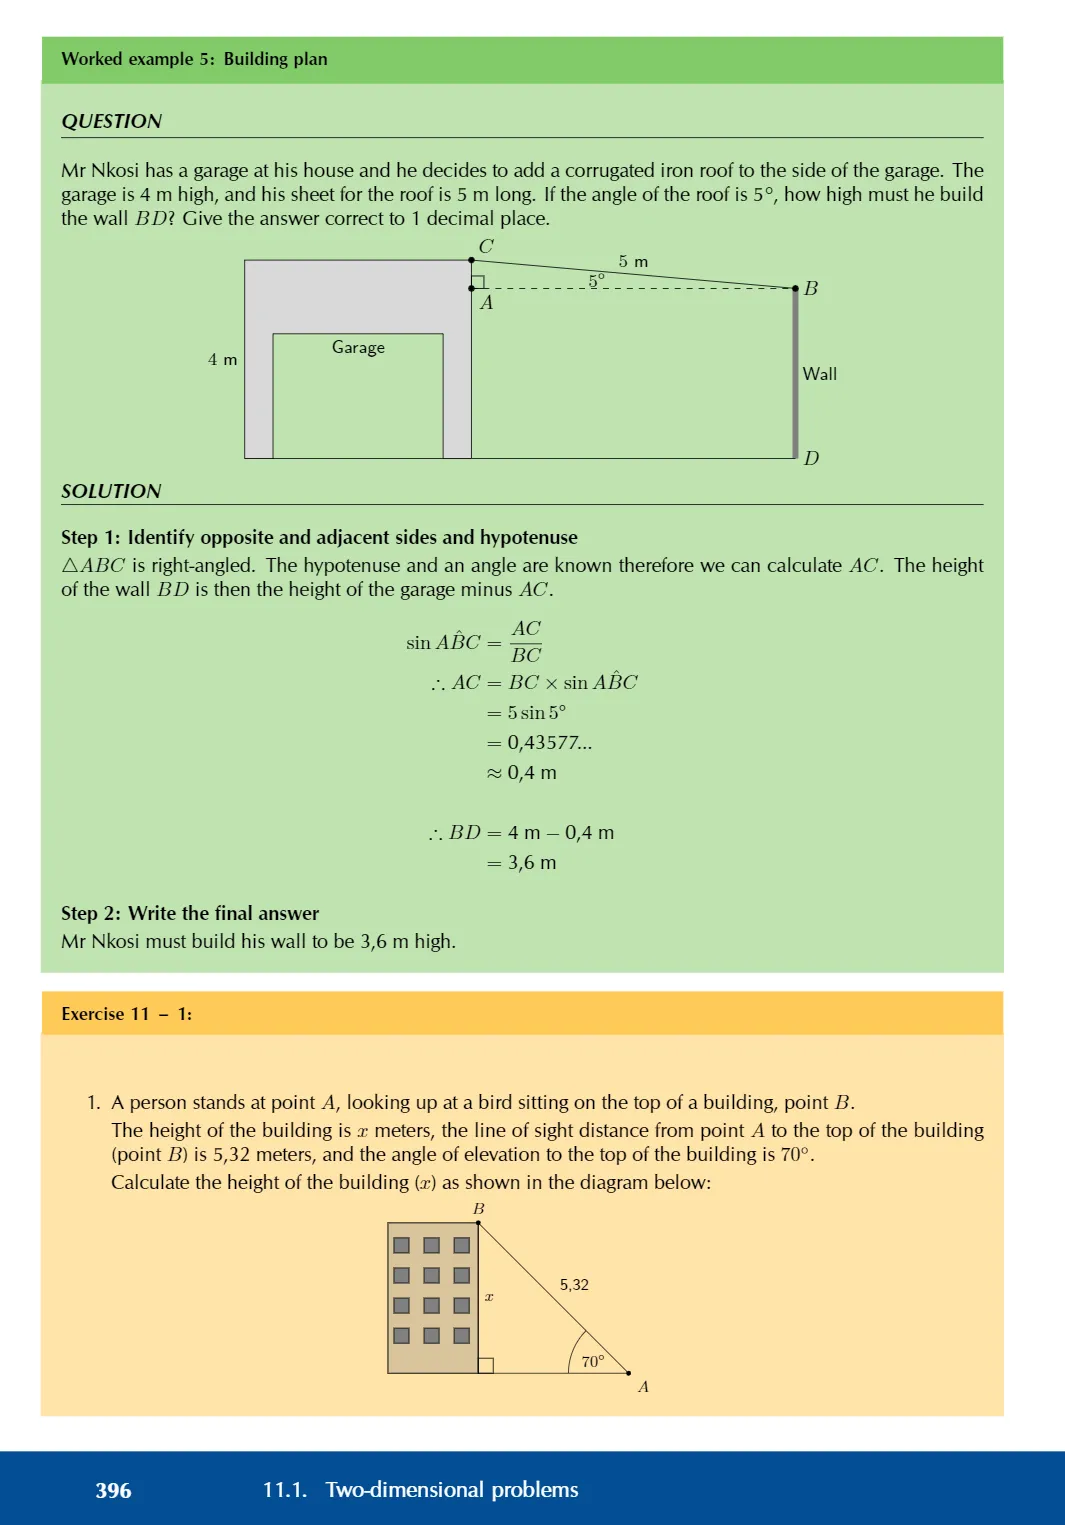 Worked example 5: Building plan
QUESTION
Mr Nkosi has a garage at his house and he decides to add a corrugated iron roof to the side of the garage. The
garage is 4 m high, and his sheet for the roof is 5 m long. If the angle of the roof is 5°, how high must he build
the wall BD? Give the answer correct to 1 decimal place.
C
5 m
5°
B
A
Garage
4 m
Wall
D
SOLUTION
Step 1: Identify opposite and adjacent sides and hypotenuse
△ABC is right-angled. The hypotenuse and an angle are known therefore we can calculate AC. The height
of the wall BD is then the height of the garage minus AC.
sin AB̂C = AC/BC
∴ AC = BC × sin AB̂C
= 5 sin 5°
= 0,43577...
≈ 0,4 m
∴ BD = 4 m − 0,4 m
= 3,6 m
Step 2: Write the final answer
Mr Nkosi must build his wall to be 3,6 m high.
Exercise 11 – 1:
1. A person stands at point A, looking up at a bird sitting on the top of a building, point B.
The height of the building is x meters, the line of sight distance from point A to the top of the building
(point B) is 5,32 meters, and the angle of elevation to the top of the building is 70°.
Calculate the height of the building (x) as shown in the diagram below:
B
5,32
x
70°
A
396 11.1. Two-dimensional problems